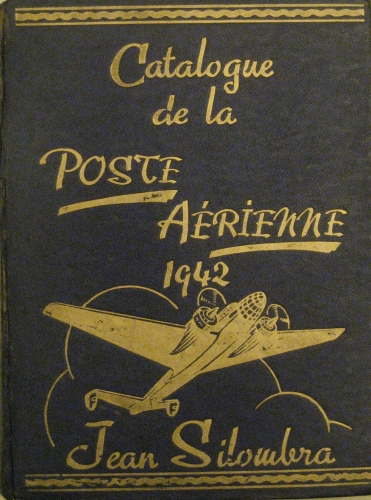 Catalogue
de la
POSTE
AÉRIENNE
1942
Jean Silombra